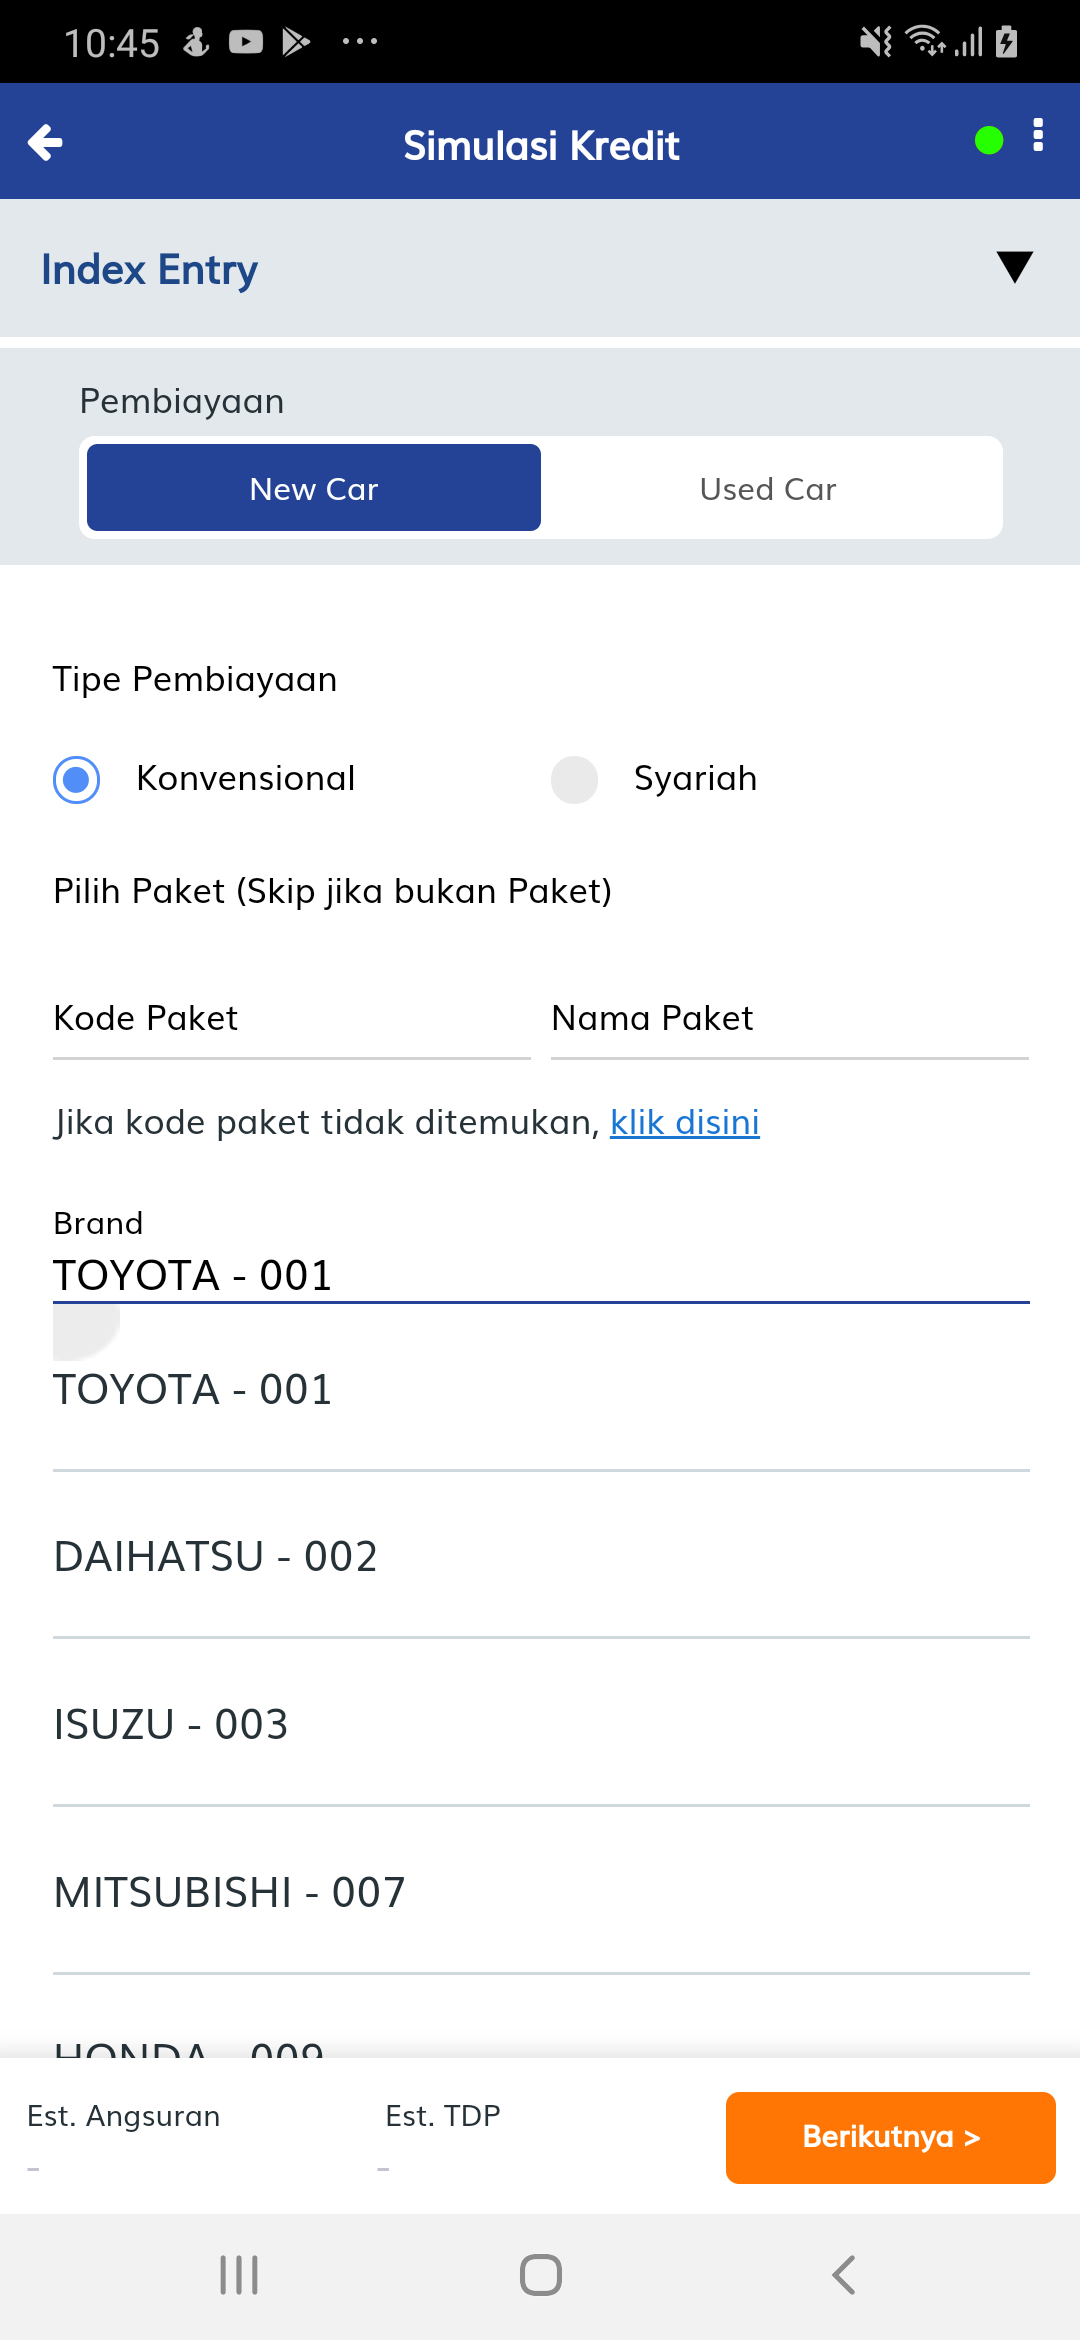 10:45
Simulasi Kredit
Index Entry
Pembiayaan
New Car
Used Car
Tipe Pembiayaan
Konvensional
Syariah
Pilih Paket (Skip jika bukan Paket)
Kode Paket
Nama Paket
Jika kode paket tidak ditemukan, klik disini
Brand
TOYOTA - 001
TOYOTA - 001
DAIHATSU - 002
ISUZU - 003
MITSUBISHI - 007
HONDA - 009
Est. Angsuran
Est. TDP
-
-
Berikutnya >